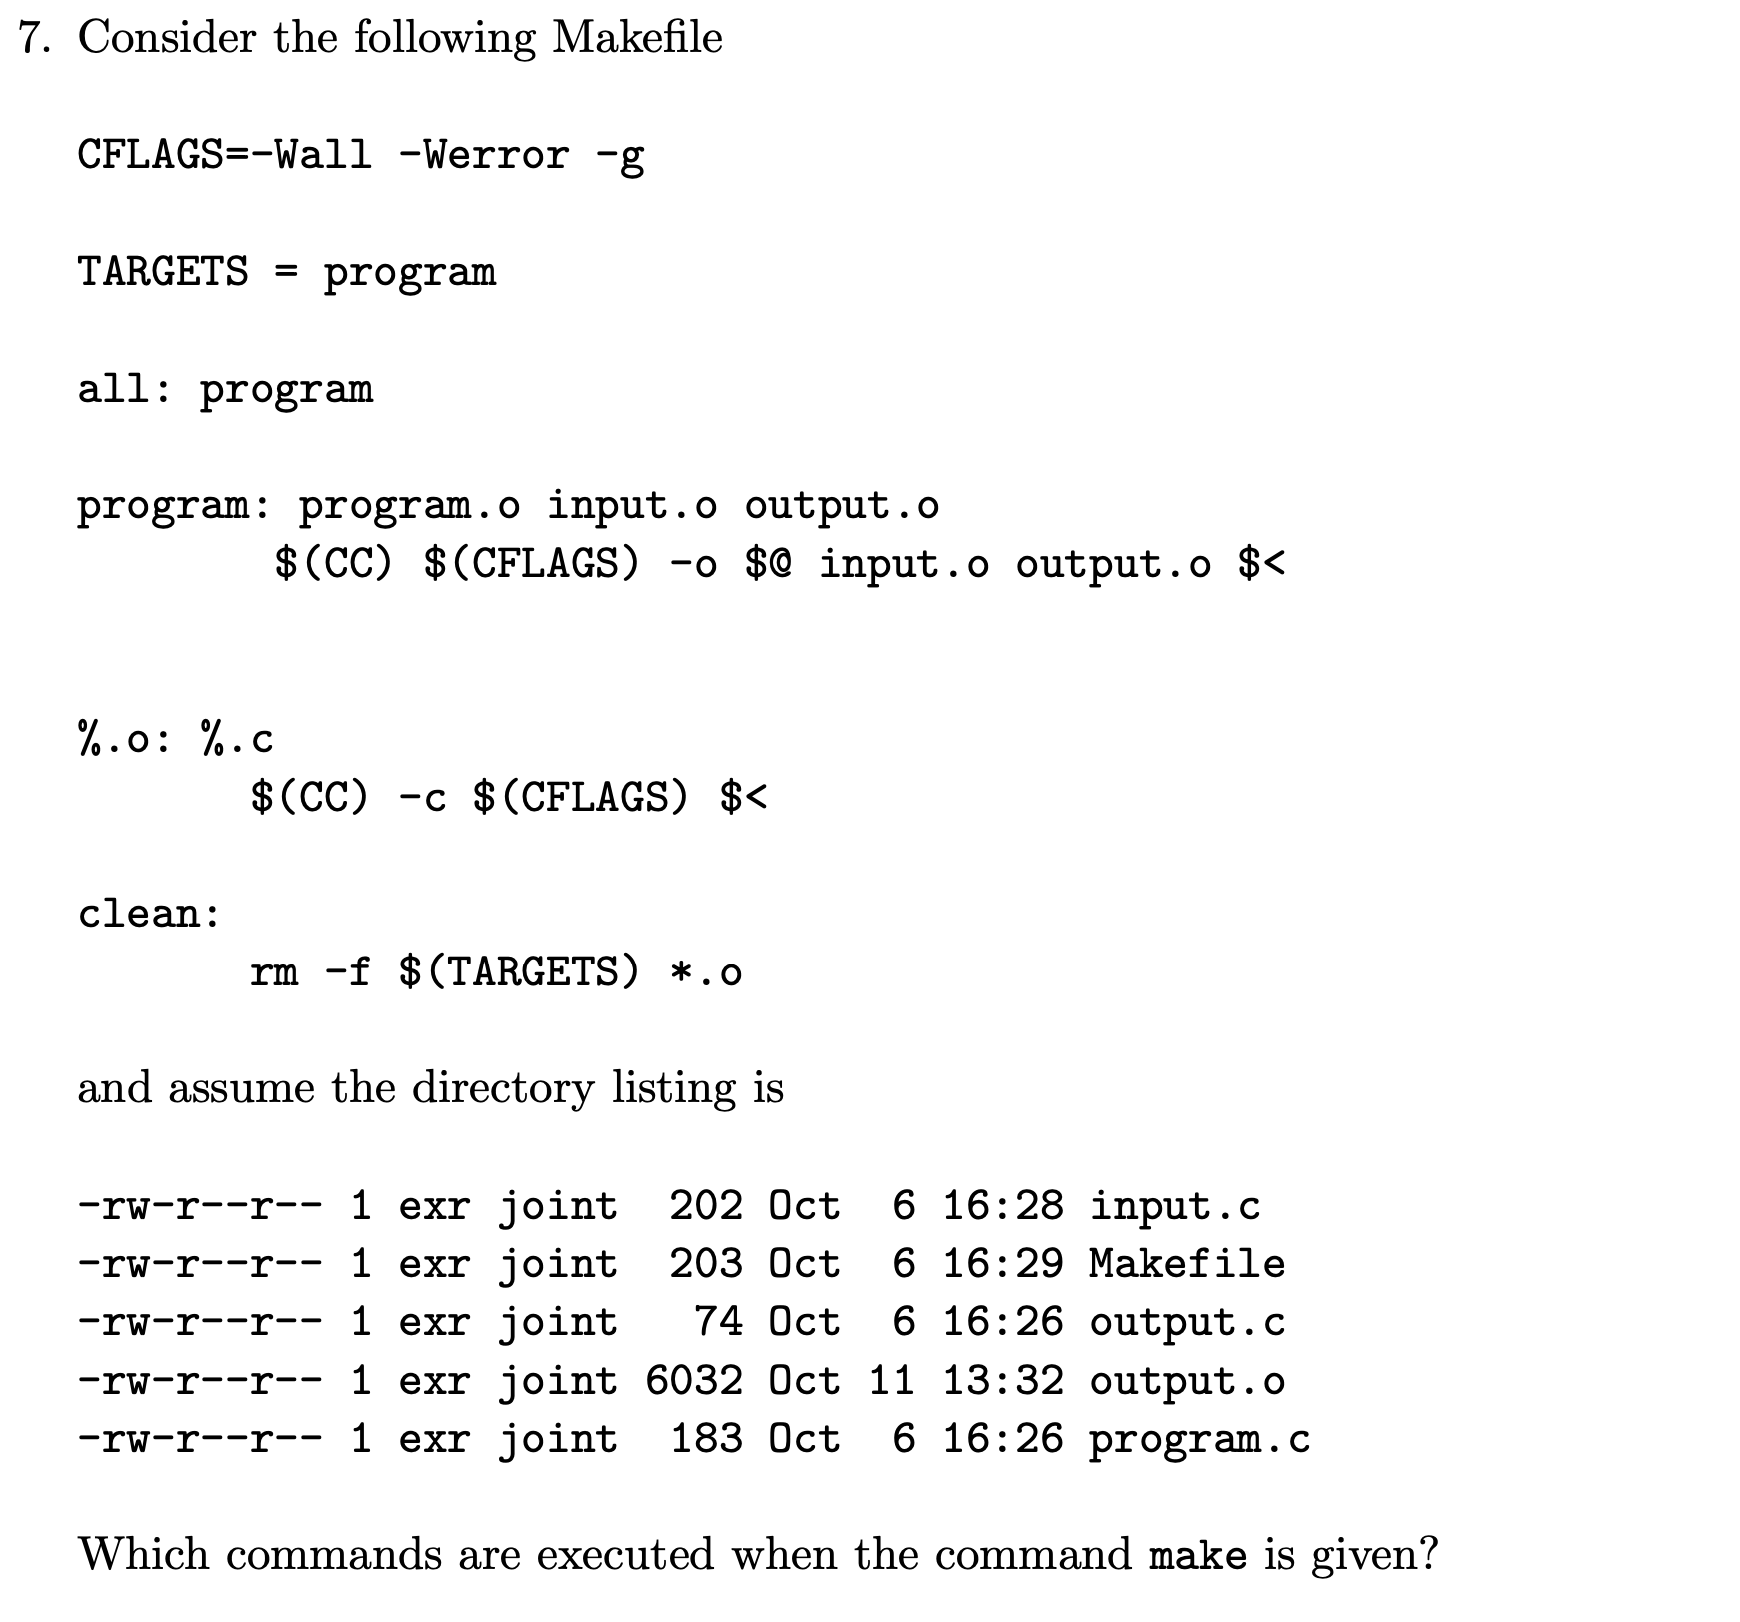 7. Consider the following Makefile
CFLAGS=-Wall -Werror -g
TARGETS = program
all: program
program: program.o input.o output.o
$(CC) $(CFLAGS) -o $@ input.o output.o $<
%.o: %.c
$(CC) -c $(CFLAGS) $<
clean:
rm -f $(TARGETS) *.o
and assume the directory listing is
-rw-r--r-- 1 exr joint  202 Oct  6 16:28 input.c
-rw-r--r-- 1 exr joint  203 Oct  6 16:29 Makefile
-rw-r--r-- 1 exr joint   74 Oct  6 16:26 output.c
-rw-r--r-- 1 exr joint 6032 Oct 11 13:32 output.o
-rw-r--r-- 1 exr joint  183 Oct  6 16:26 program.c
Which commands are executed when the command make is given?